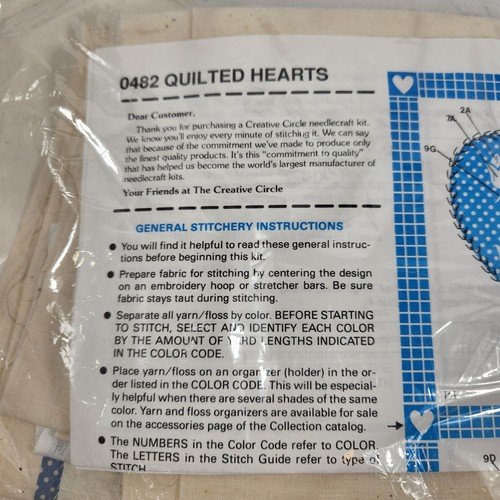 0482 QUILTED HEARTS
Dear Customer,
Thank you for purchasing a Creative Circle needlecraft kit.
We know you'll enjoy every minute of stitching it. We can say
that because of the commitment we've made to produce only
the finest quality products. It's this "commitment to quality"
that has helped us become the world's largest manufacturer of
needlecraft kits.
Your Friends at The Creative Circle
GENERAL STITCHERY INSTRUCTIONS
● You will find it helpful to read these general instruc-
tions before beginning this kit.
● Prepare fabric for stitching by centering the design
on an embroidery hoop or stretcher bars. Be sure
fabric stays taut during stitching.
● Separate all yarn/floss by color. BEFORE STARTING
TO STITCH, SELECT AND IDENTIFY EACH COLOR
BY THE AMOUNT OF YARD LENGTHS INDICATED
IN THE COLOR CODE.
● Place yarn/floss on an organizer (holder) in the or-
der listed in the COLOR CODE. This will be especial-
ly helpful when there are several shades of the same
color. Yarn and floss organizers are available for sale
on the accessories page of the Collection catalog.
● The NUMBERS in the Color Code refer to COLOR.
The LETTERS in the Stitch Guide refer to type of
STITCH
2A
7A
9G
9D